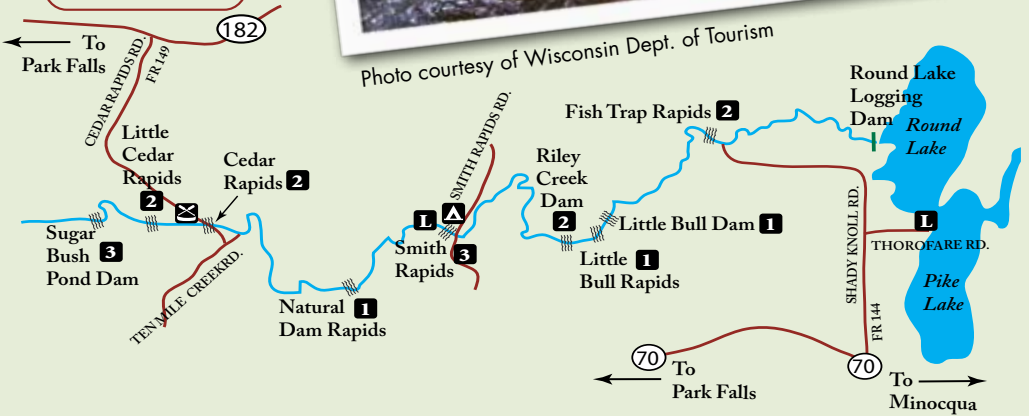 182
To
Park Falls
CEDAR RAPIDS RD.
FR 149
Photo courtesy of Wisconsin Dept. of Tourism
Little
Cedar
Rapids
2
Cedar
Rapids 2
Sugar
Bush
Pond Dam
3
TEN MILE CREEK RD.
Natural
Dam Rapids
1
L
SMITH RAPIDS RD.
Smith
Rapids
3
Riley
Creek
Dam
2
Fish Trap Rapids 2
Little Bull Dam 1
Little
Bull Rapids
1
Round Lake
Logging
Dam
Round
Lake
L
THOROFARE RD.
SHADY KNOLL RD.
FR 144
Pike
Lake
70
To
Park Falls
70
To
Minocqua